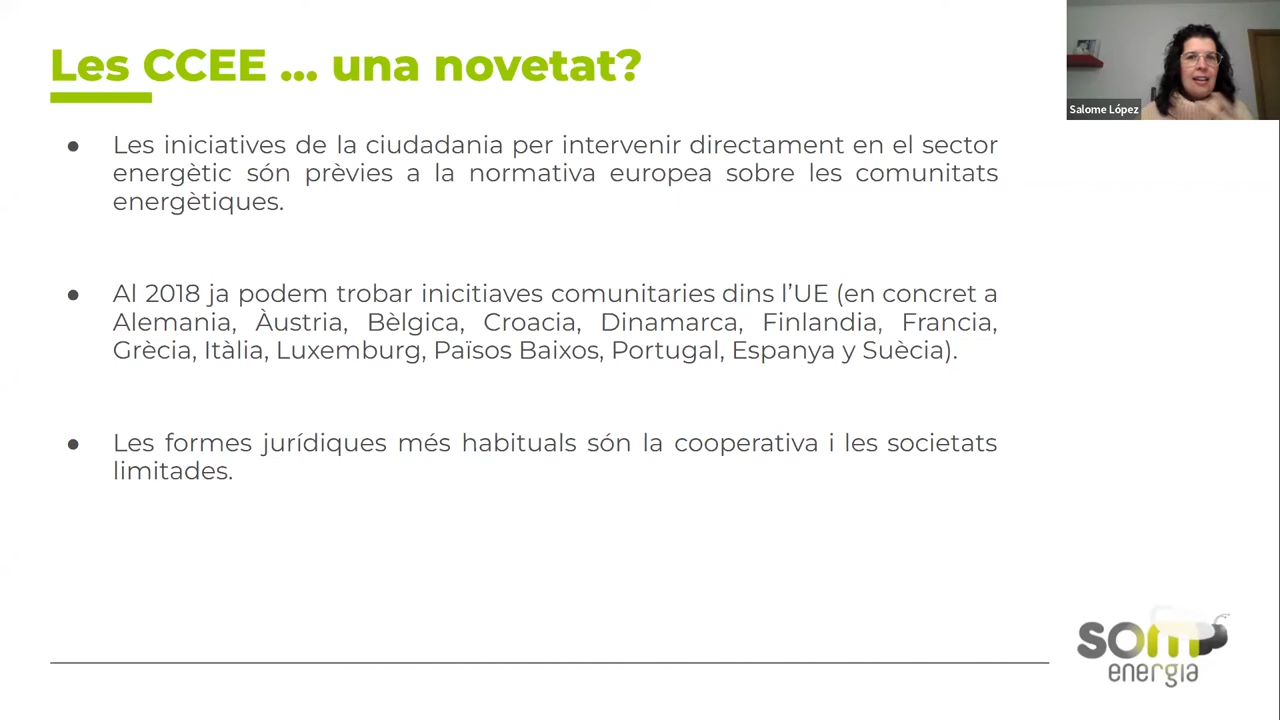 Les CCEE ... una novetat?
Salome López
● Les iniciatives de la ciudadania per intervenir directament en el sector
energètic són prèvies a la normativa europea sobre les comunitats
energètiques.
● Al 2018 ja podem trobar inicitiaves comunitaries dins l’UE (en concret a
Alemania, Àustria, Bèlgica, Croacia, Dinamarca, Finlandia, Francia,
Grècia, Itàlia, Luxemburg, Països Baixos, Portugal, Espanya y Suècia).
● Les formes jurídiques més habituals són la cooperativa i les societats
limitades.
som
energia